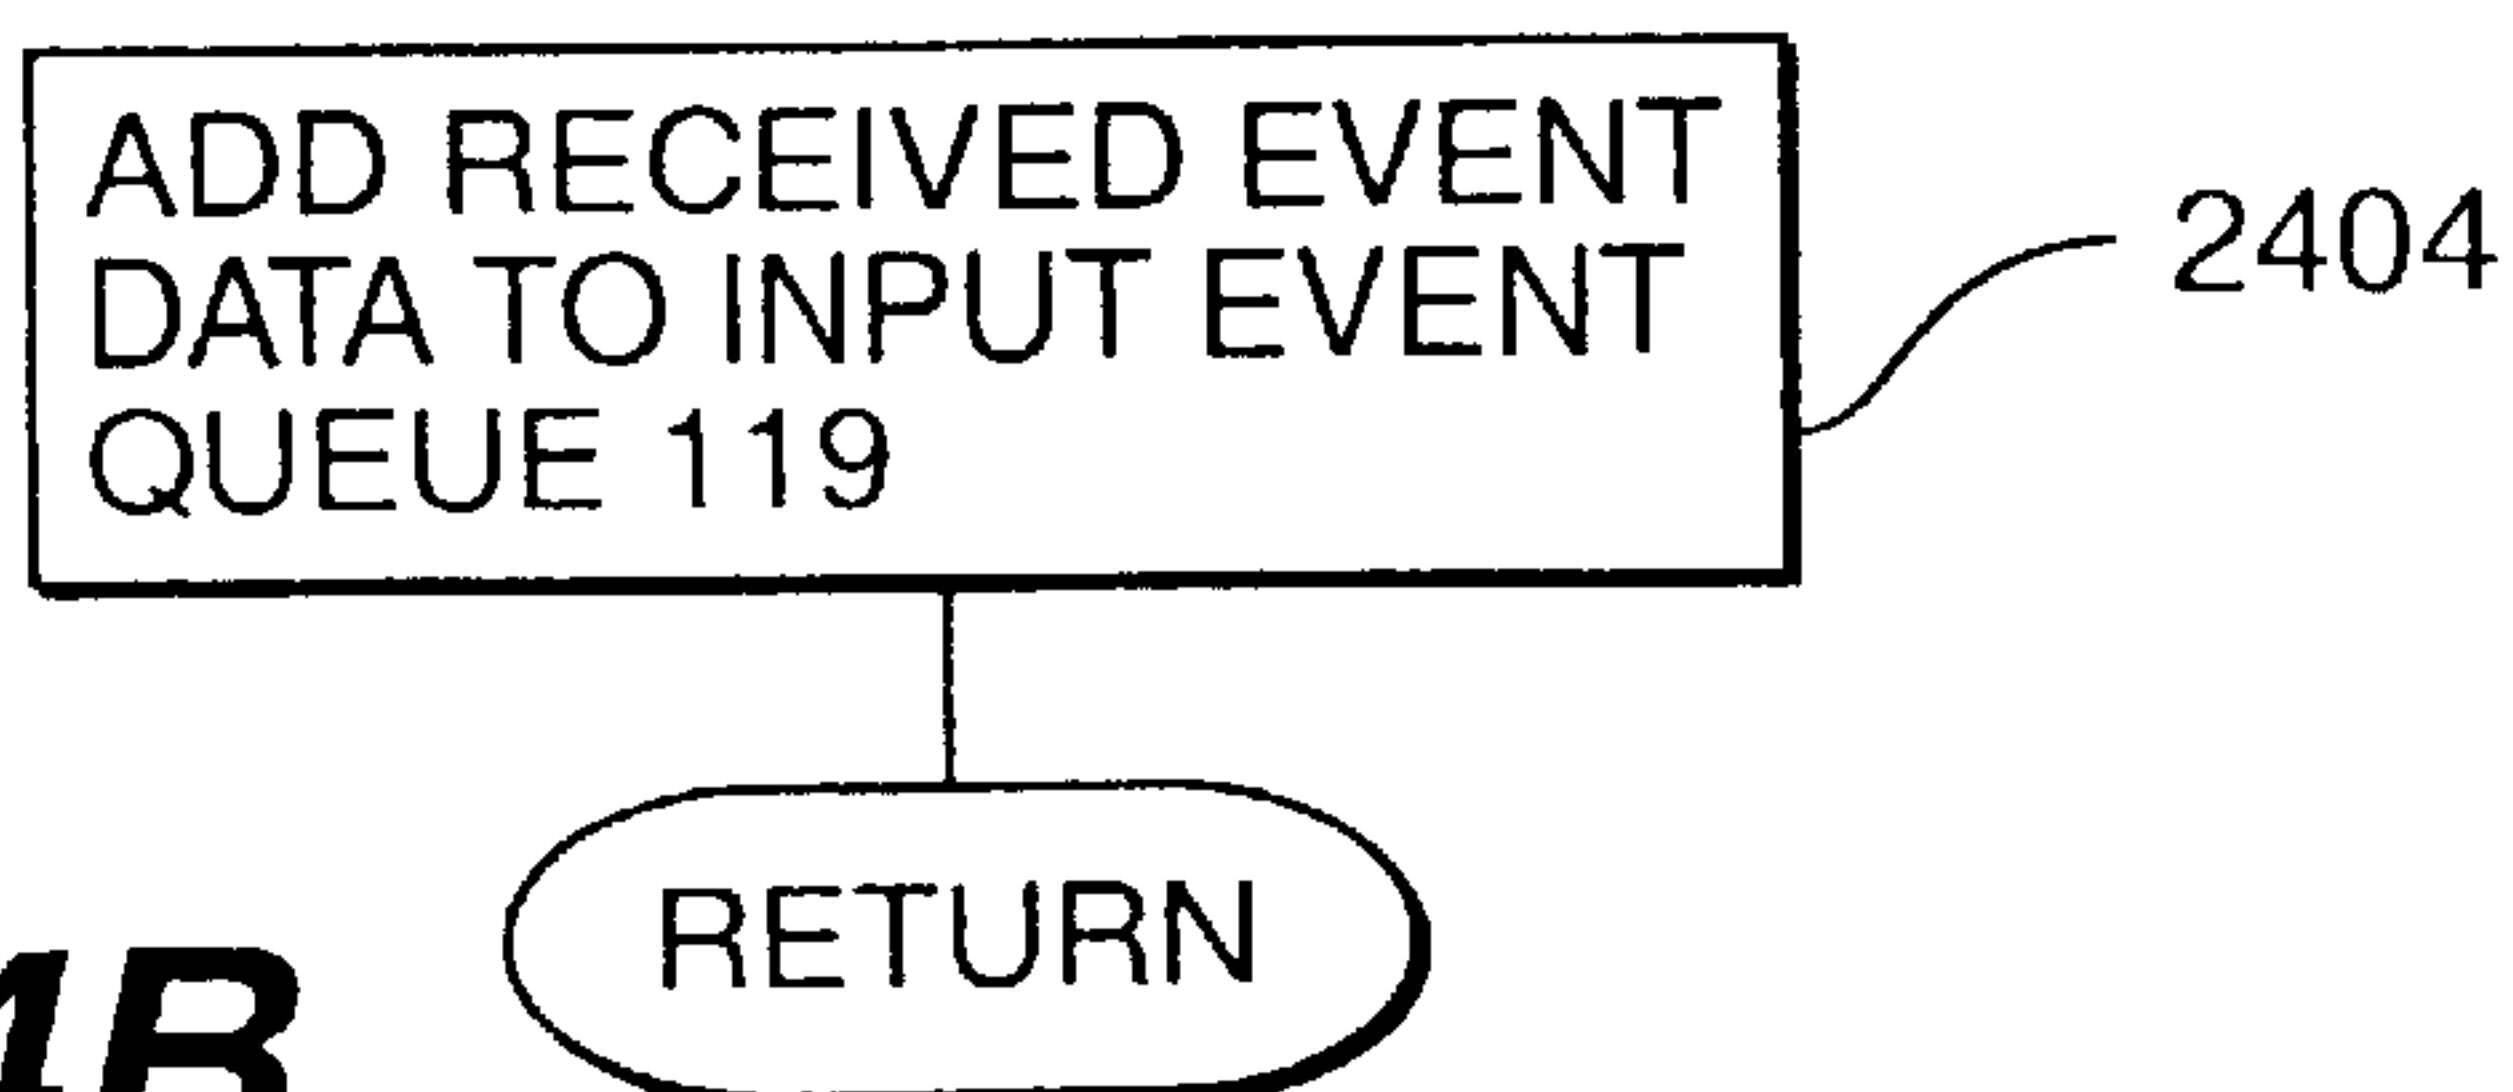 ADD RECEIVED EVENT
DATA TO INPUT EVENT
QUEUE 119
2404
RETURN